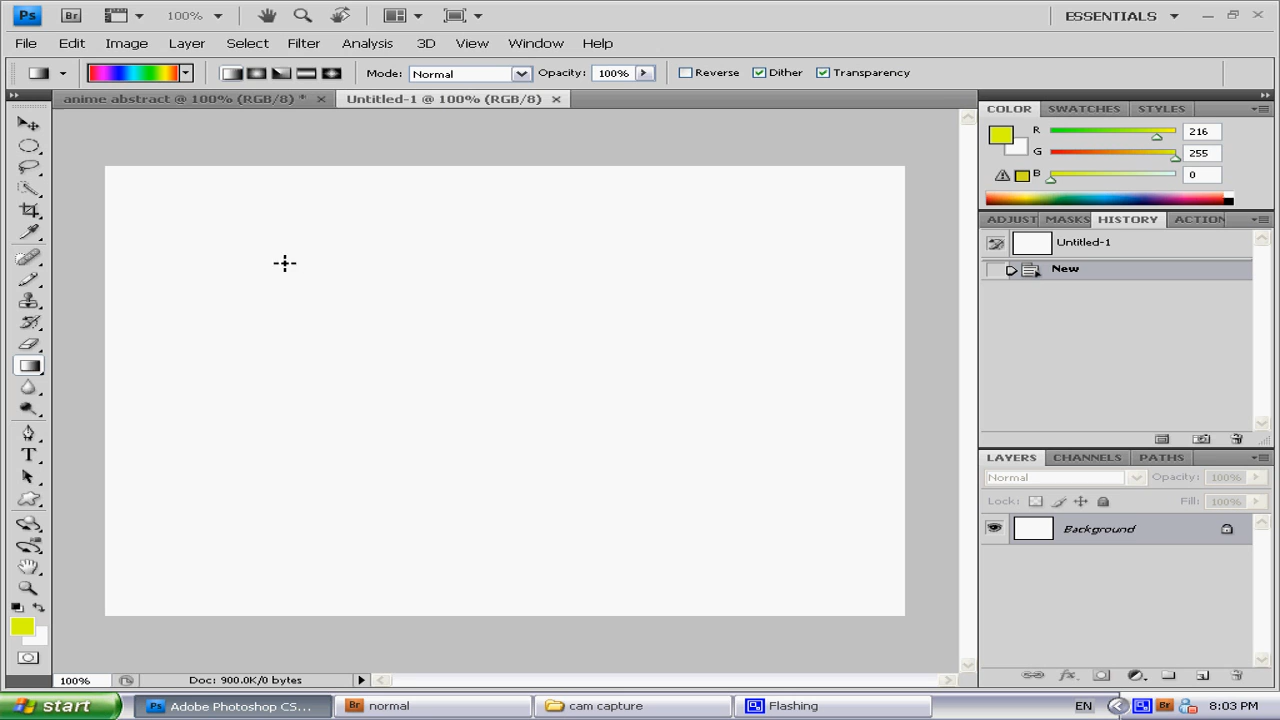 Ps Br 100% ESSENTIALS
File Edit Image Layer Select Filter Analysis 3D View Window Help
Mode: Normal Opacity: 100% Reverse Dither Transparency
anime abstract @ 100% (RGB/8) * × Untitled-1 @ 100% (RGB/8) ×
COLOR SWATCHES STYLES
R 216
G 255
B 0
ADJUST MASKS HISTORY ACTION
Untitled-1
New
LAYERS CHANNELS PATHS
Normal Opacity: 100%
Lock: Fill: 100%
Background
T
100% Doc: 900.0K/0 bytes
start Ps Adobe Photoshop CS... Br normal cam capture Flashing EN Br 8:03 PM